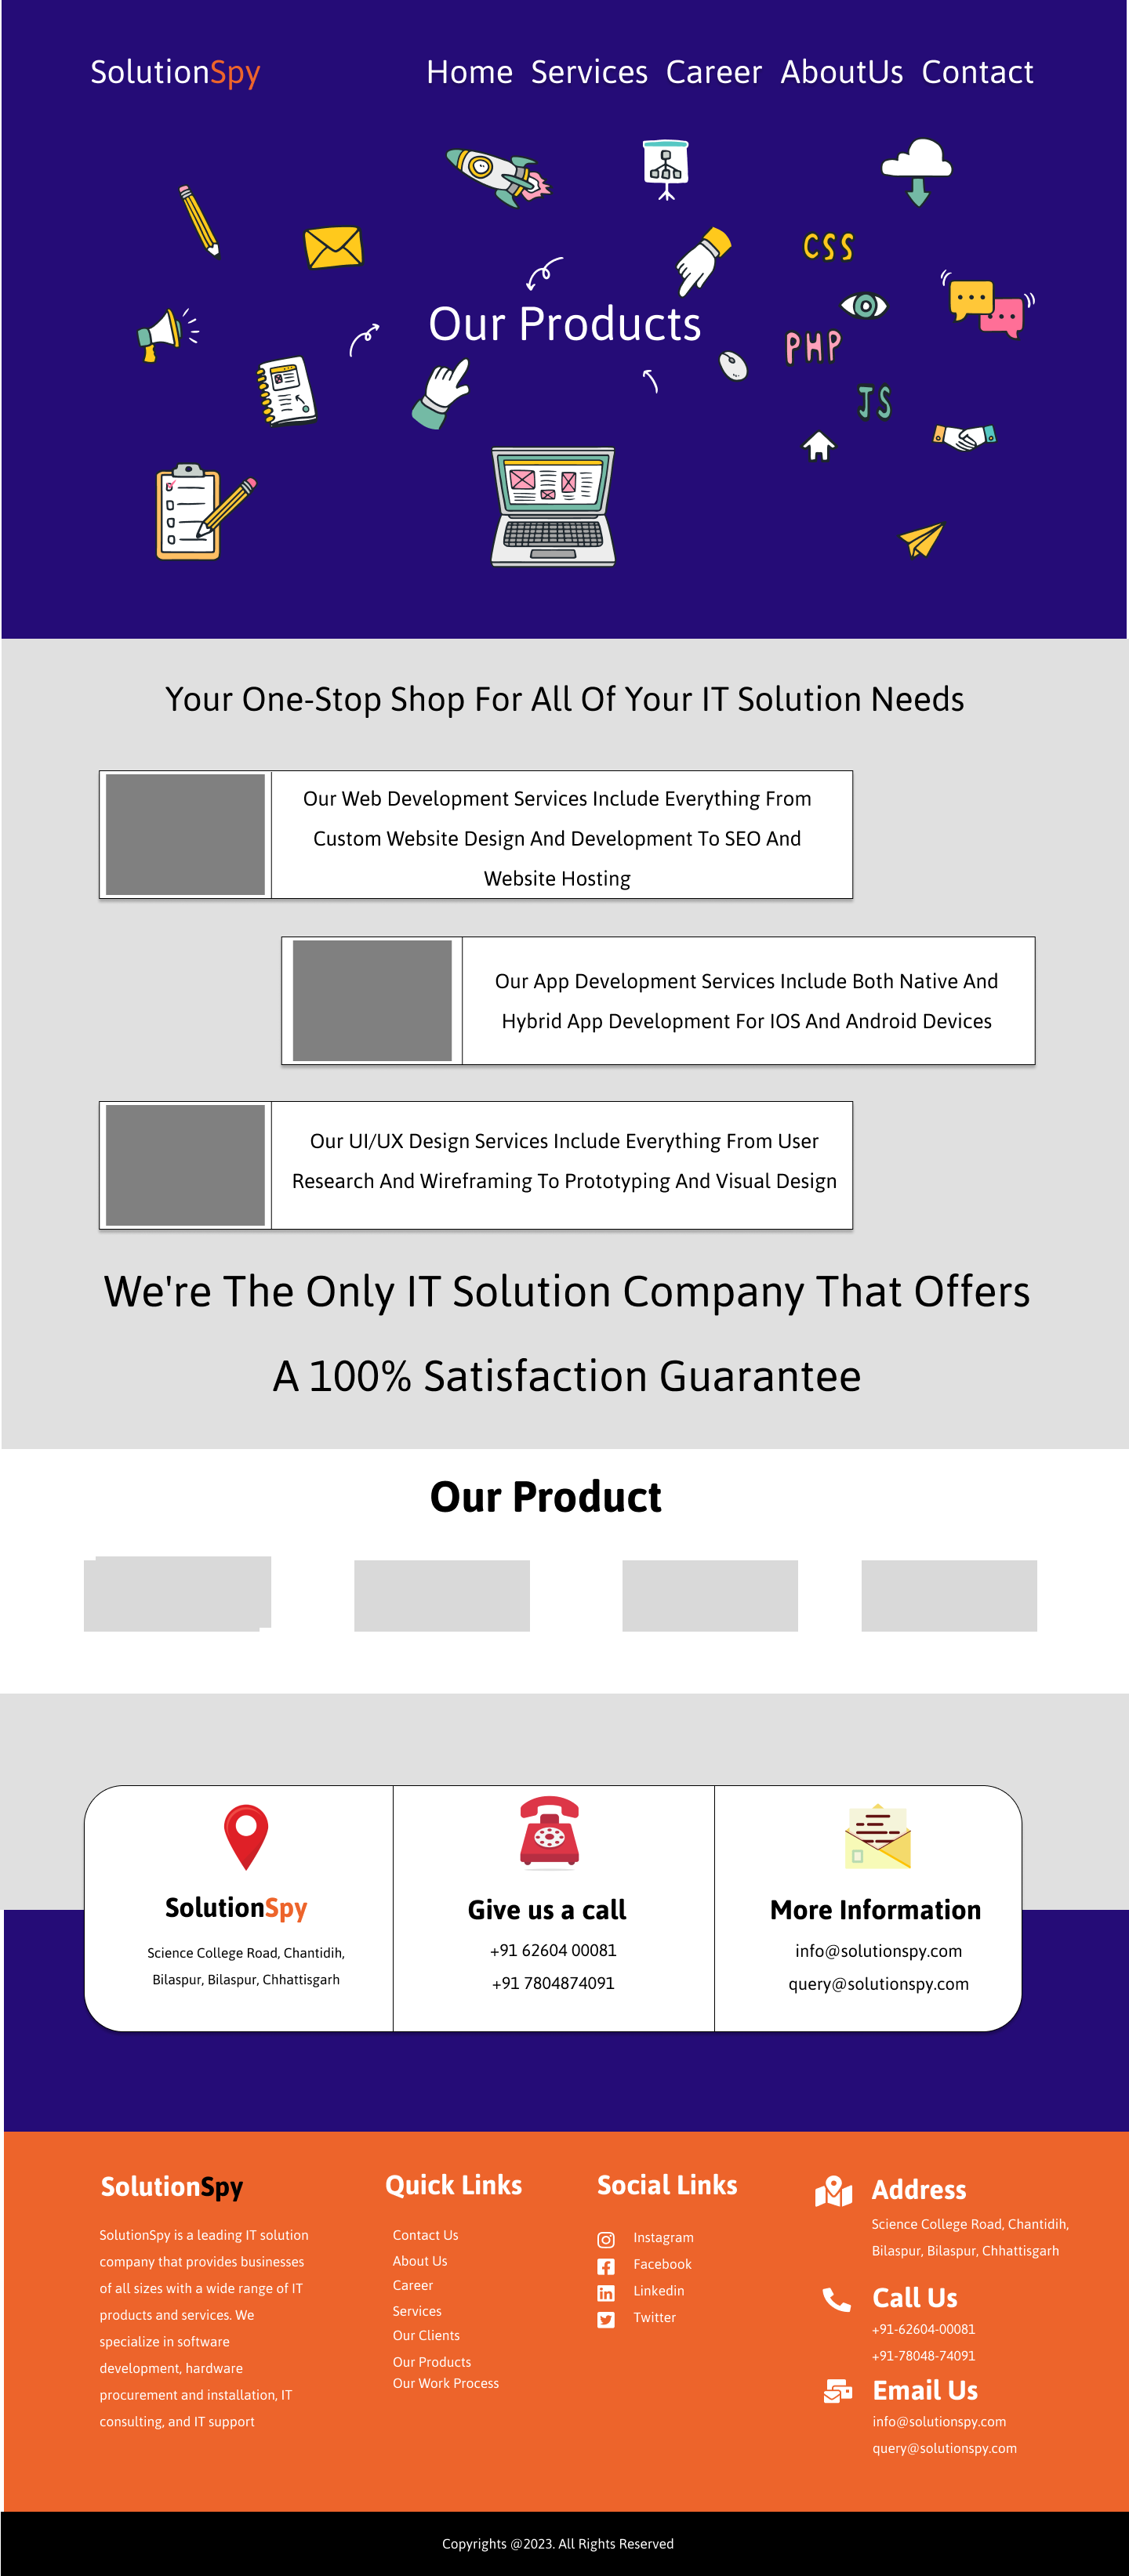 SolutionSpy
Home Services Career AboutUs Contact
CSS
Our Products
PHP
JS
Your One-Stop Shop For All Of Your IT Solution Needs
Our Web Development Services Include Everything From
Custom Website Design And Development To SEO And
Website Hosting
Our App Development Services Include Both Native And
Hybrid App Development For IOS And Android Devices
Our UI/UX Design Services Include Everything From User
Research And Wireframing To Prototyping And Visual Design
We're The Only IT Solution Company That Offers
A 100% Satisfaction Guarantee
Our Product
SolutionSpy
Science College Road, Chantidih,
Bilaspur, Bilaspur, Chhattisgarh
Give us a call
+91 62604 00081
+91 7804874091
More Information
info@solutionspy.com
query@solutionspy.com
SolutionSpy
SolutionSpy is a leading IT solution
company that provides businesses
of all sizes with a wide range of IT
products and services. We
specialize in software
development, hardware
procurement and installation, IT
consulting, and IT support
Quick Links
Contact Us
About Us
Career
Services
Our Clients
Our Products
Our Work Process
Social Links
Instagram
Facebook
Linkedin
Twitter
Address
Science College Road, Chantidih,
Bilaspur, Bilaspur, Chhattisgarh
Call Us
+91-62604-00081
+91-78048-74091
Email Us
info@solutionspy.com
query@solutionspy.com
Copyrights @2023. All Rights Reserved